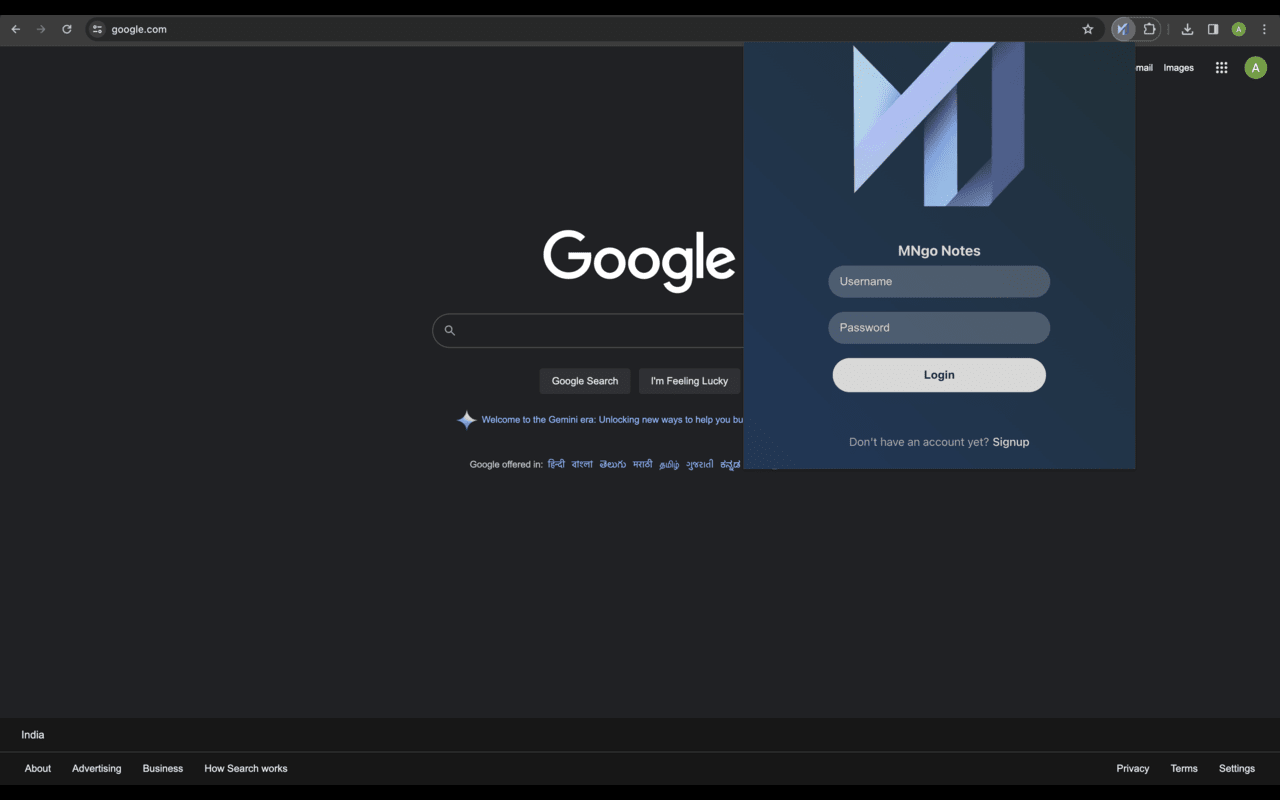 google.com
A
mail Images
A
Google
MNgo Notes
Username
Password
Login
Don't have an account yet? Signup
Google Search I'm Feeling Lucky
Welcome to the Gemini era: Unlocking new ways to help you bu
Google offered in: हिन्दी বাংলা తెలుగు मराठी தமிழ் ગુજરાતી ಕನ್ನಡ
India
About Advertising Business How Search works
Privacy Terms Settings